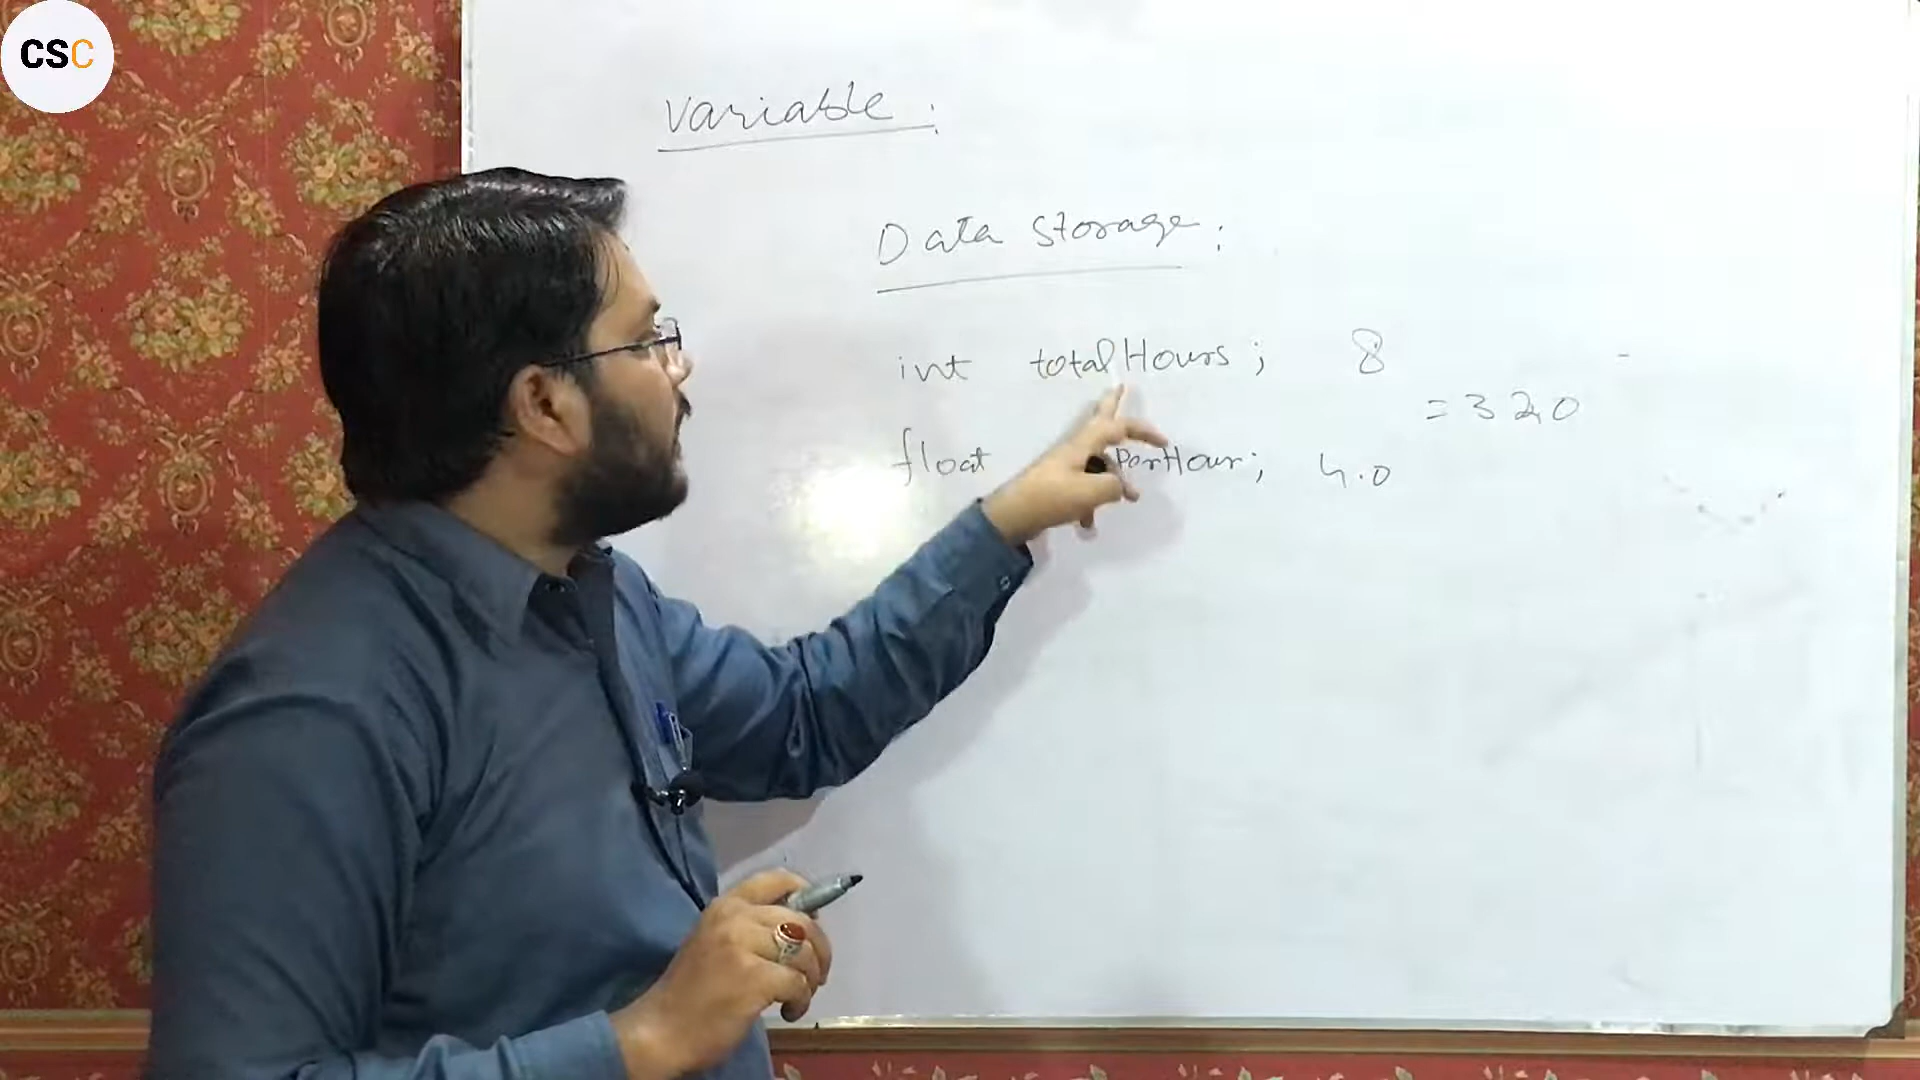 CSC
variable :
Data storage :
int totalHours; 8
= 320
float PerHour; 4.0